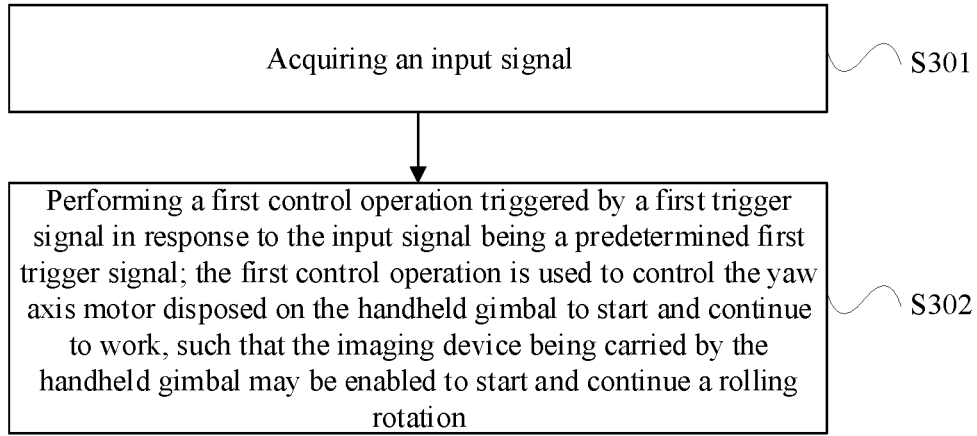 Acquiring an input signal
S301
Performing a first control operation triggered by a first trigger
signal in response to the input signal being a predetermined first
trigger signal; the first control operation is used to control the yaw
axis motor disposed on the handheld gimbal to start and continue
to work, such that the imaging device being carried by the
handheld gimbal may be enabled to start and continue a rolling
rotation
S302